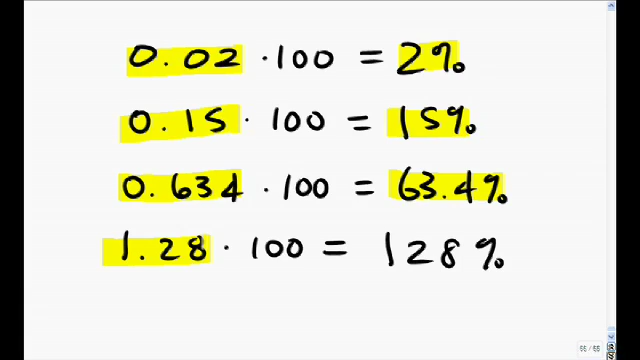 0.02 · 100 = 2%
0.15 · 100 = 15%
0.634 · 100 = 63.4%
1.28 · 100 = 128%